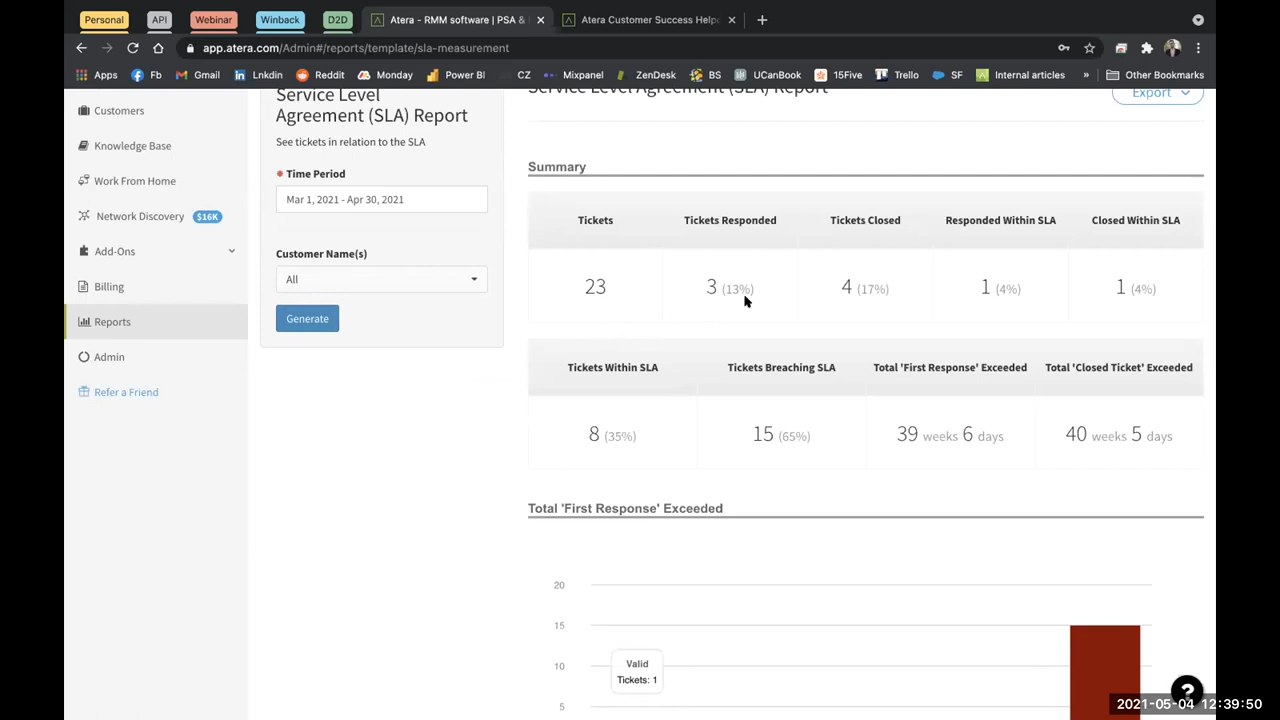 Personal
API
Webinar
Winback
D2D
Atera - RMM software | PSA &
Atera Customer Success Help
app.atera.com/Admin#/reports/template/sla-measurement
Apps
Fb
Gmail
Lnkdin
Reddit
Monday
Power BI
CZ
Mixpanel
ZenDesk
BS
UCanBook
15Five
Trello
SF
Internal articles
»
Other Bookmarks
Customers
Knowledge Base
Work From Home
Network Discovery $16K
Add-Ons
Billing
Reports
Admin
Refer a Friend
Service Level
Agreement (SLA) Report
See tickets in relation to the SLA
Time Period
Mar 1, 2021 - Apr 30, 2021
Customer Name(s)
All
Generate
Service Level Agreement (SLA) Report
Export
Summary
Tickets Tickets Responded Tickets Closed Responded Within SLA Closed Within SLA
23 3 (13%) 4 (17%) 1 (4%) 1 (4%)
Tickets Within SLA Tickets Breaching SLA Total 'First Response' Exceeded Total 'Closed Ticket' Exceeded
8 (35%) 15 (65%) 39 weeks 6 days 40 weeks 5 days
Total 'First Response' Exceeded
20
15
10
5
Valid
Tickets: 1
?
2021-05-04 12:39:50